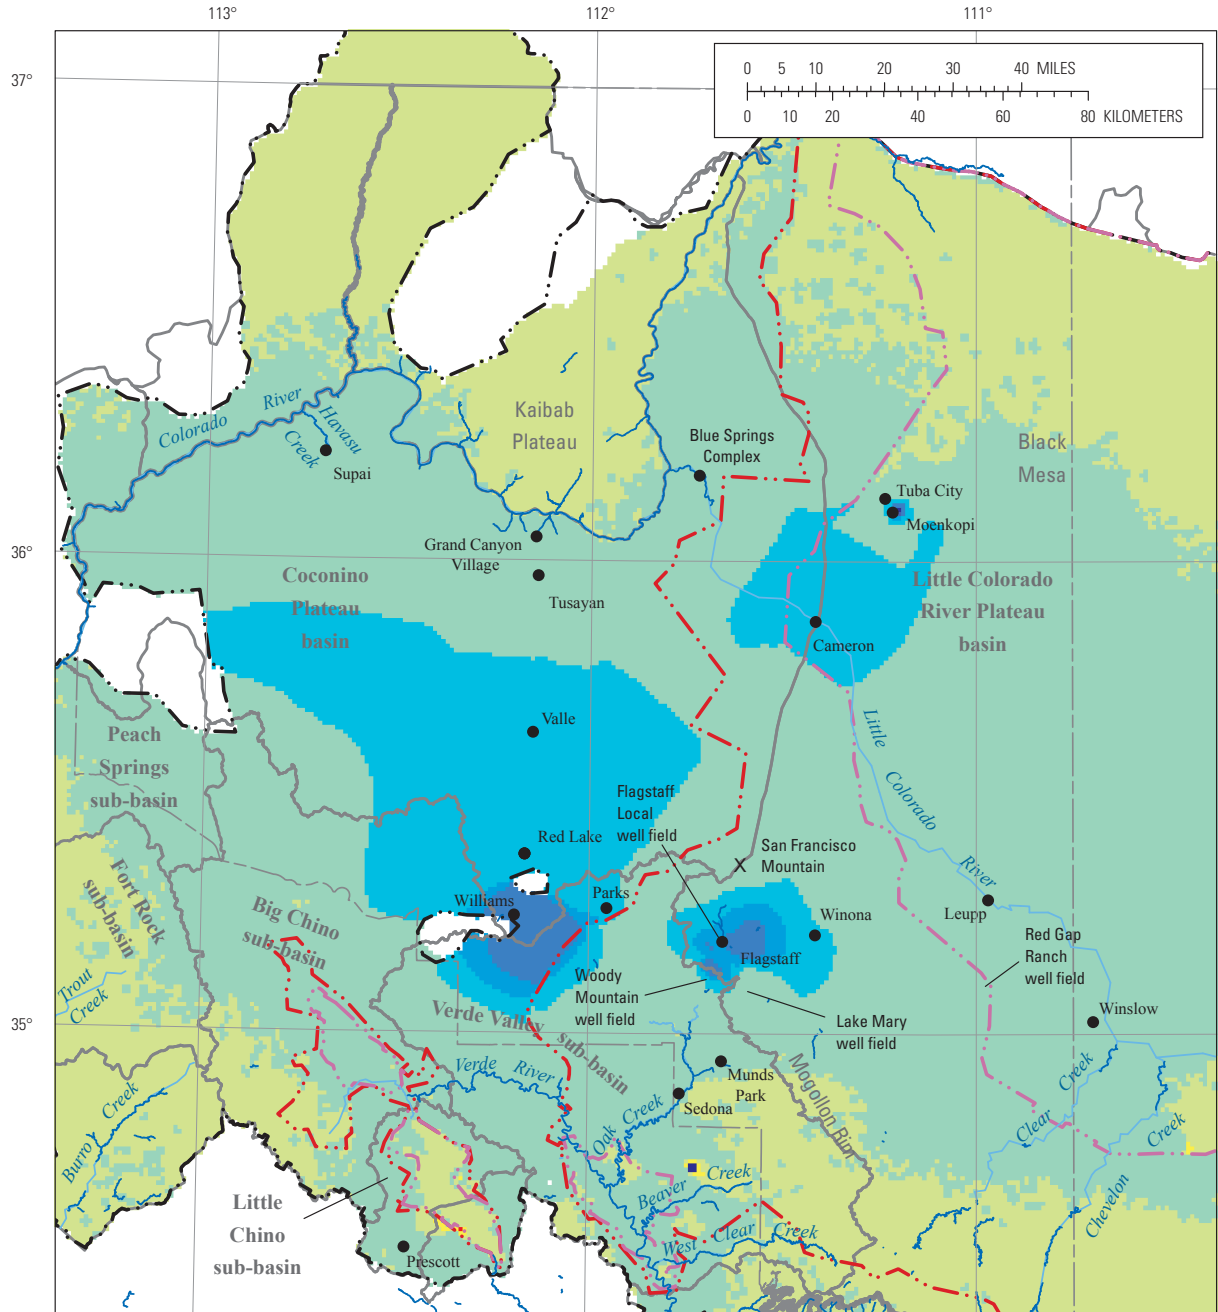 113°
112°
111°
37°
0 5 10 20 30 40 MILES
0 10 20 40 60 80 KILOMETERS
Kaibab
Plateau
Colorado
River
Havasu
Creek
Supai
Blue Springs
Complex
Black
Mesa
Tuba City
Moenkopi
Grand Canyon
Village
Tusayan
36°
Coconino
Plateau
basin
Little Colorado
River Plateau
basin
Cameron
Valle
Peach
Springs
sub-basin
Little
Colorado
River
Flagstaff
Local
well field
Red Lake
San Francisco
Mountain
X
Fort Rock
sub-basin
Williams
Parks
Winona
Leupp
Big Chino
sub-basin
Flagstaff
Red Gap
Ranch
well field
Woody
Mountain
well field
Trout
Creek
Verde Valley
sub-basin
Lake Mary
well field
Winslow
35°
Verde
River
Munds
Park
Sedona
Mogollon Rim
Oak Creek
Clear
Creek
Burro
Creek
Beaver
Creek
Chevelon
Creek
Little
Chino
sub-basin
West
Clear
Creek
Prescott